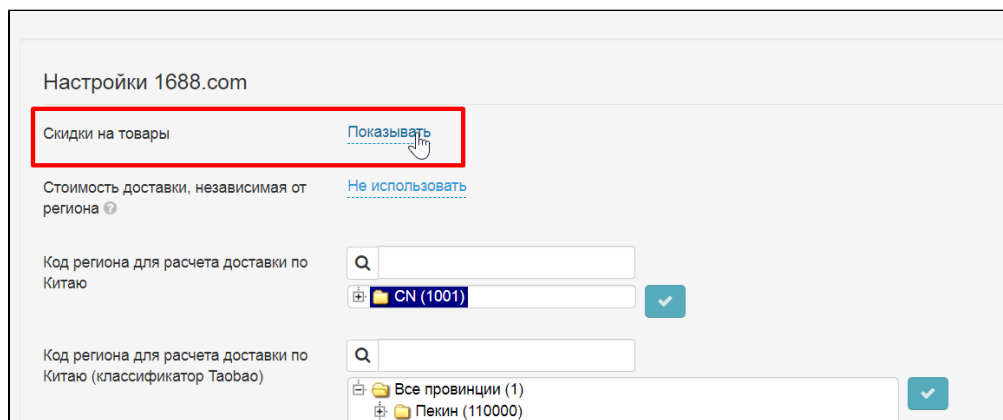 Настройки 1688.com
Скидки на товары Показывать
Стоимость доставки, независимая от Не использовать
региона
Код региона для расчета доставки по
Китаю
CN (1001)
Код региона для расчета доставки по
Китаю (классификатор Taobao)
Все провинции (1)
Пекин (110000)